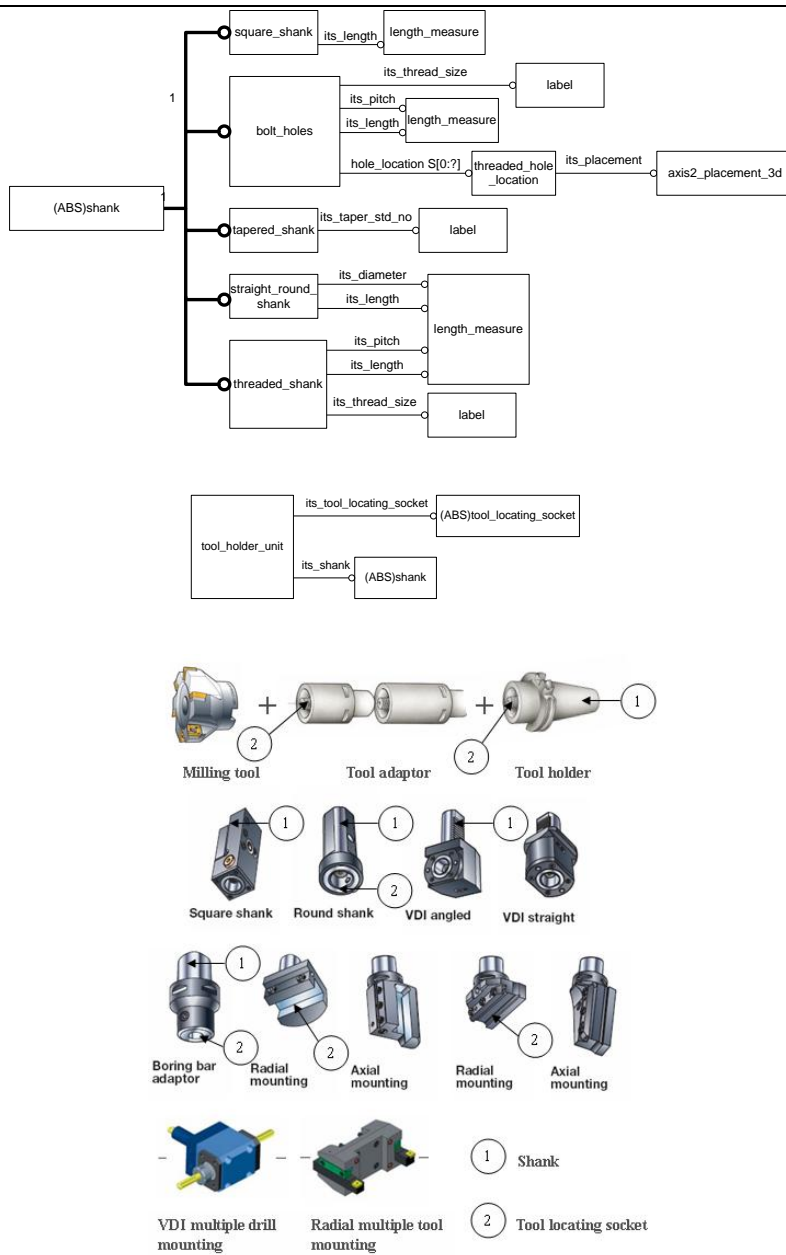 square_shank
its_length
length_measure
1
its_thread_size
label
bolt_holes
its_pitch
length_measure
its_length
hole_location S[0:?]
threaded_hole
_location
its_placement
axis2_placement_3d
(ABS)shank
1
tapered_shank
its_taper_std_no
label
straight_round_
shank
its_diameter
its_length
length_measure
threaded_shank
its_pitch
its_length
its_thread_size
label
tool_holder_unit
its_tool_locating_socket
(ABS)tool_locating_socket
its_shank
(ABS)shank
+
+
1
2
2
Milling tool
Tool adaptor
Tool holder
1
1
1
2
Square shank
Round shank
VDI angled
VDI straight
1
2
2
2
Boring bar
adaptor
Radial
mounting
Axial
mounting
Radial
mounting
Axial
mounting
1 Shank
2 Tool locating socket
VDI multiple drill
mounting
Radial multiple tool
mounting